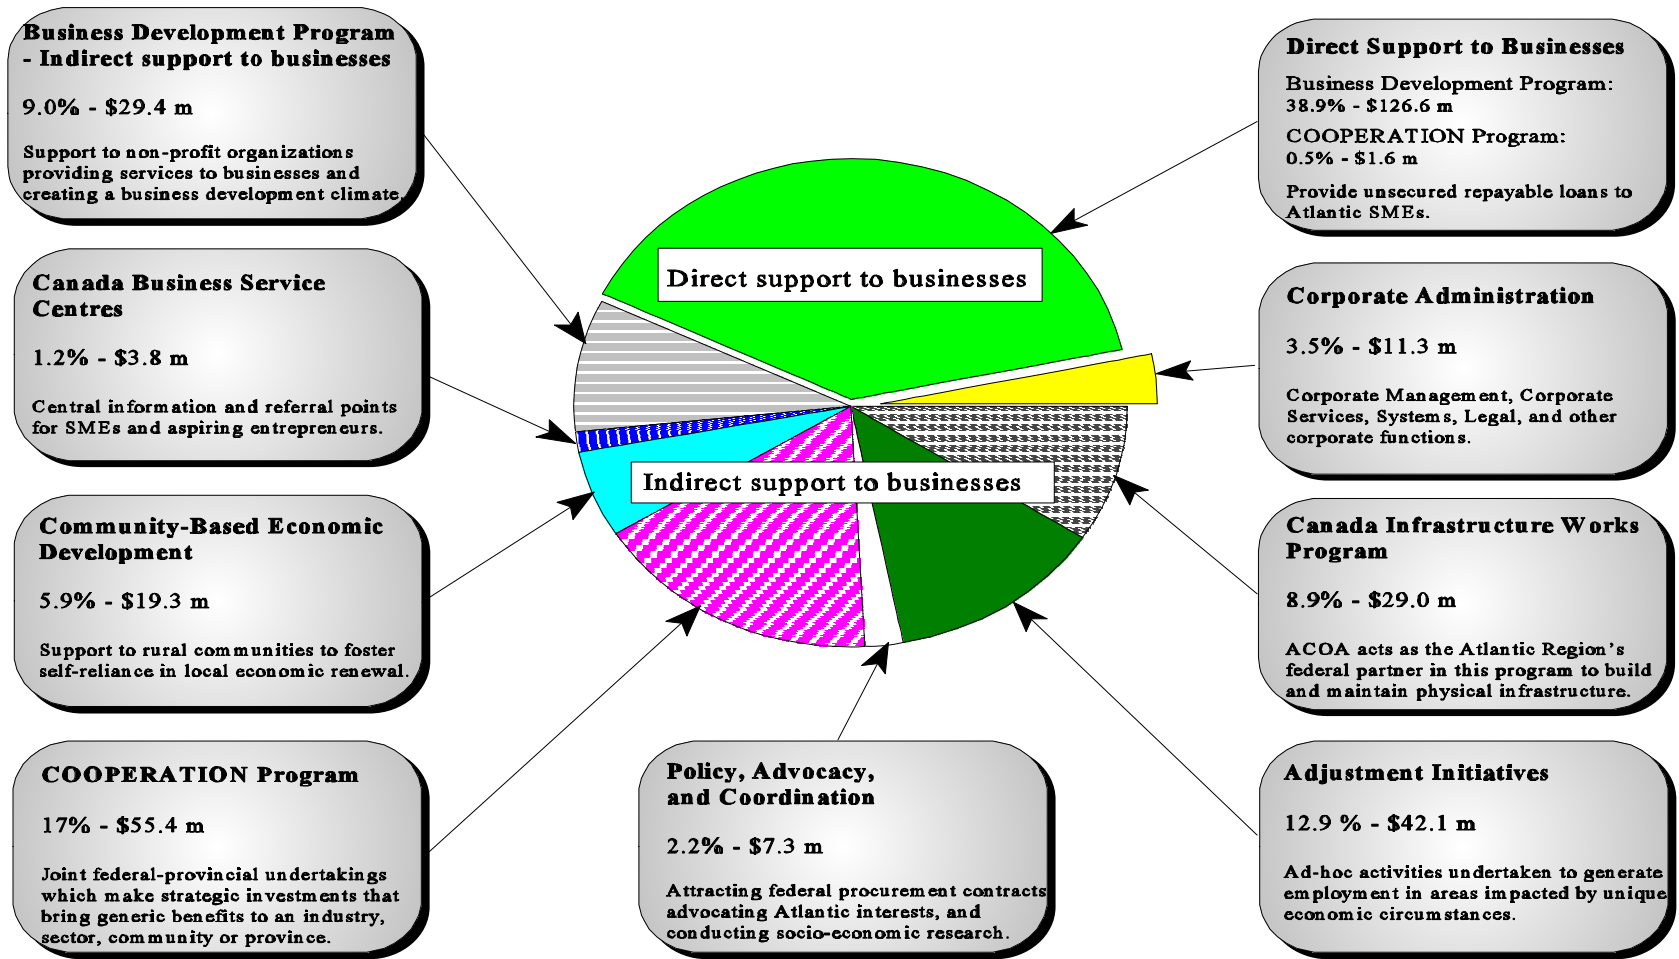 Business Development Program
- Indirect support to businesses
9.0% - $29.4 m
Support to non-profit organizations
providing services to businesses and
creating a business development climate.
Canada Business Service
Centres
1.2% - $3.8 m
Central information and referral points
for SMEs and aspiring entrepreneurs.
Community-Based Economic
Development
5.9% - $19.3 m
Support to rural communities to foster
self-reliance in local economic renewal.
COOPERATION Program
17% - $55.4 m
Joint federal-provincial undertakings
which make strategic investments that
bring generic benefits to an industry,
sector, community or province.
Direct support to businesses
Indirect support to businesses
Policy, Advocacy,
and Coordination
2.2% - $7.3 m
Attracting federal procurement contracts
advocating Atlantic interests, and
conducting socio-economic research.
Direct Support to Businesses
Business Development Program:
38.9% - $126.6 m
COOPERATION Program:
0.5% - $1.6 m
Provide unsecured repayable loans to
Atlantic SMEs.
Corporate Administration
3.5% - $11.3 m
Corporate Management, Corporate
Services, Systems, Legal, and other
corporate functions.
Canada Infrastructure Works
Program
8.9% - $29.0 m
ACOA acts as the Atlantic Region's
federal partner in this program to build
and maintain physical infrastructure.
Adjustment Initiatives
12.9 % - $42.1 m
Ad-hoc activities undertaken to generate
employment in areas impacted by unique
economic circumstances.